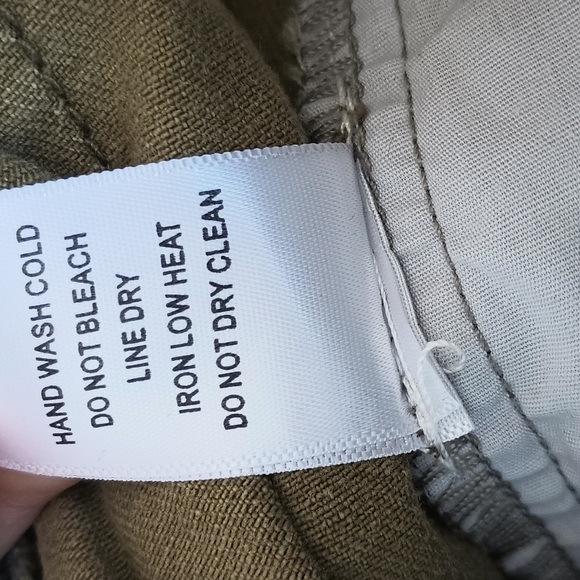 HAND WASH COLD
DO NOT BLEACH
LINE DRY
IRON LOW HEAT
DO NOT DRY CLEAN